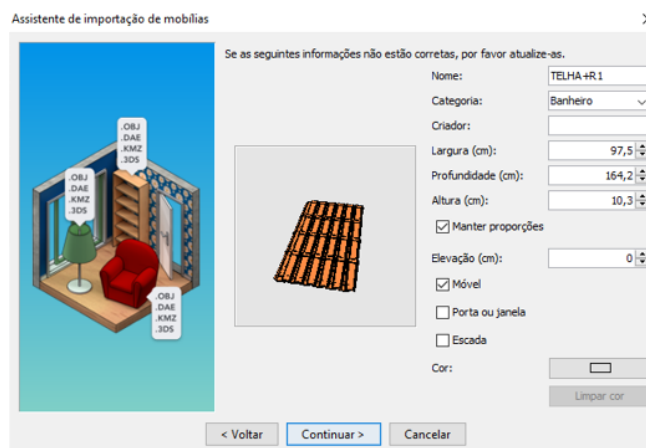 Assistente de importação de mobílias
Se as seguintes informações não estão corretas, por favor atualize-as.
.OBJ
.DAE
.KMZ
.3DS
.OBJ
.DAE
.KMZ
.3DS
.OBJ
.DAE
.KMZ
.3DS
Nome: TELHA+R1
Categoria: Banheiro
Criador:
Largura (cm): 97,5
Profundidade (cm): 164,2
Altura (cm): 10,3
Manter proporções
Elevação (cm): 0
Móvel
Porta ou janela
Escada
Cor:
Limpar cor
< Voltar
Continuar >
Cancelar